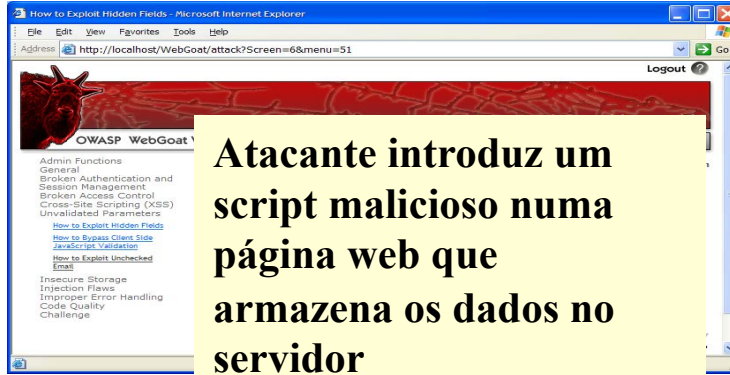 How to Exploit Hidden Fields - Microsoft Internet Explorer
File Edit View Favorites Tools Help
Address http://localhost/WebGoat/attack?Screen=6&menu=51 Go
Logout ?
OWASP WebGoat
Admin Functions
General
Broken Authentication and
Session Management
Broken Access Control
Cross-Site Scripting (XSS)
Unvalidated Parameters
How to Exploit Hidden Fields
How to Bypass Client Side
JavaScript Validation
How to Exploit Unchecked
Email
Insecure Storage
Injection Flaws
Improper Error Handling
Code Quality
Challenge
Atacante introduz um
script malicioso numa
página web que
armazena os dados no
servidor